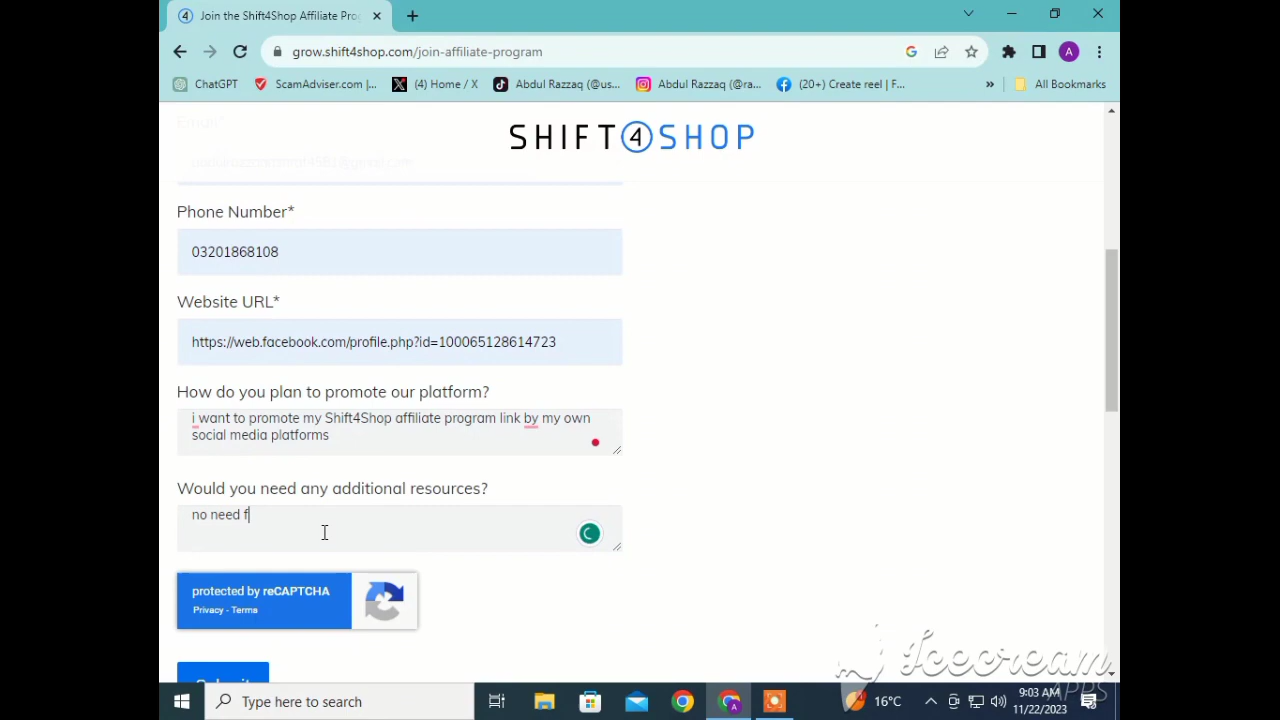 Join the Shift4Shop Affiliate Pro
grow.shift4shop.com/join-affiliate-program
A
ChatGPT
ScamAdviser.com |...
(4) Home / X
Abdul Razzaq (@us...
Abdul Razzaq (@ra...
(20+) Create reel | F...
»
All Bookmarks
SHIFT4SHOP
Email*
Phone Number*
03201868108
Website URL*
https://web.facebook.com/profile.php?id=100065128614723
How do you plan to promote our platform?
i want to promote my Shift4Shop affiliate program link by my own
social media platforms
Would you need any additional resources?
no need f
protected by reCAPTCHA
Privacy - Terms
Submit
Icecream
APPS
Type here to search
16°C
9:03 AM
11/22/2023